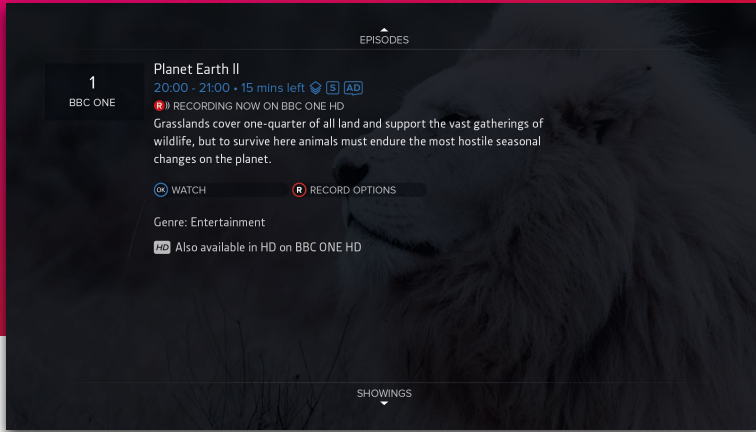 EPISODES
1
BBC ONE
Planet Earth II
20:00 - 21:00 • 15 mins left S AD
R RECORDING NOW ON BBC ONE HD
Grasslands cover one-quarter of all land and support the vast gatherings of
wildlife, but to survive here animals must endure the most hostile seasonal
changes on the planet.
OK WATCH R RECORD OPTIONS
Genre: Entertainment
HD Also available in HD on BBC ONE HD
SHOWINGS